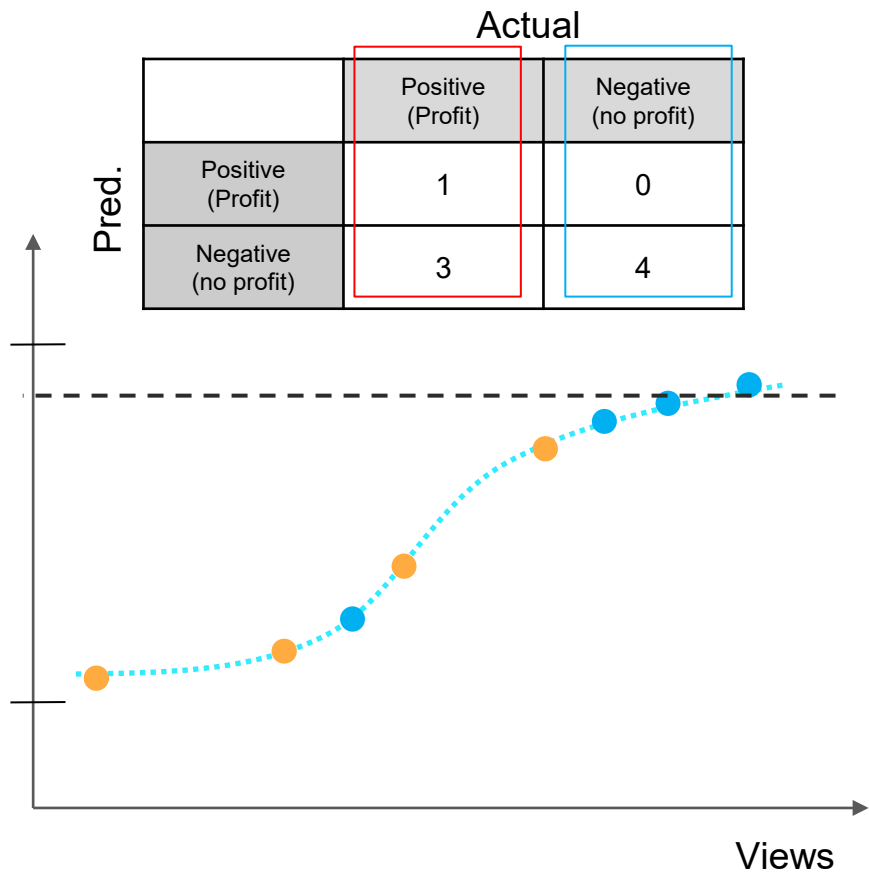 Actual
Positive
(Profit)
Negative
(no profit)
Pred.
Positive
(Profit)
1
0
Negative
(no profit)
3
4
Views